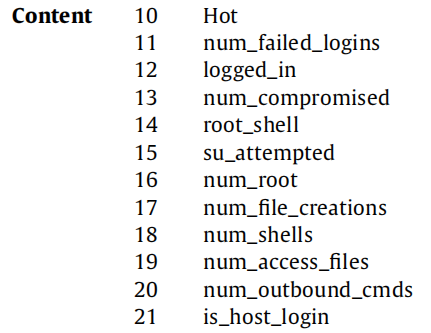 Content 10 Hot
11 num_failed_logins
12 logged_in
13 num_compromised
14 root_shell
15 su_attempted
16 num_root
17 num_file_creations
18 num_shells
19 num_access_files
20 num_outbound_cmds
21 is_host_login